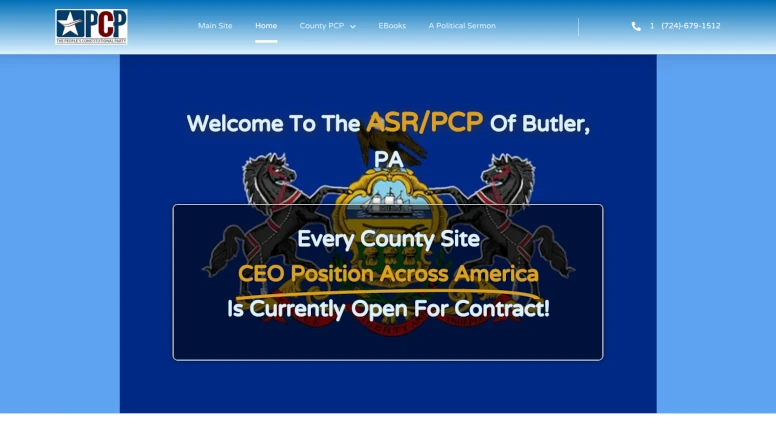 PCP
THE PEOPLE'S CONSTITUTIONAL PARTY
Main Site
Home
County PCP
EBooks
A Political Sermon
1 (724)-679-1512
Welcome To The ASR/PCP Of Butler,
PA
Every County Site
CEO Position Across America
Is Currently Open For Contract!